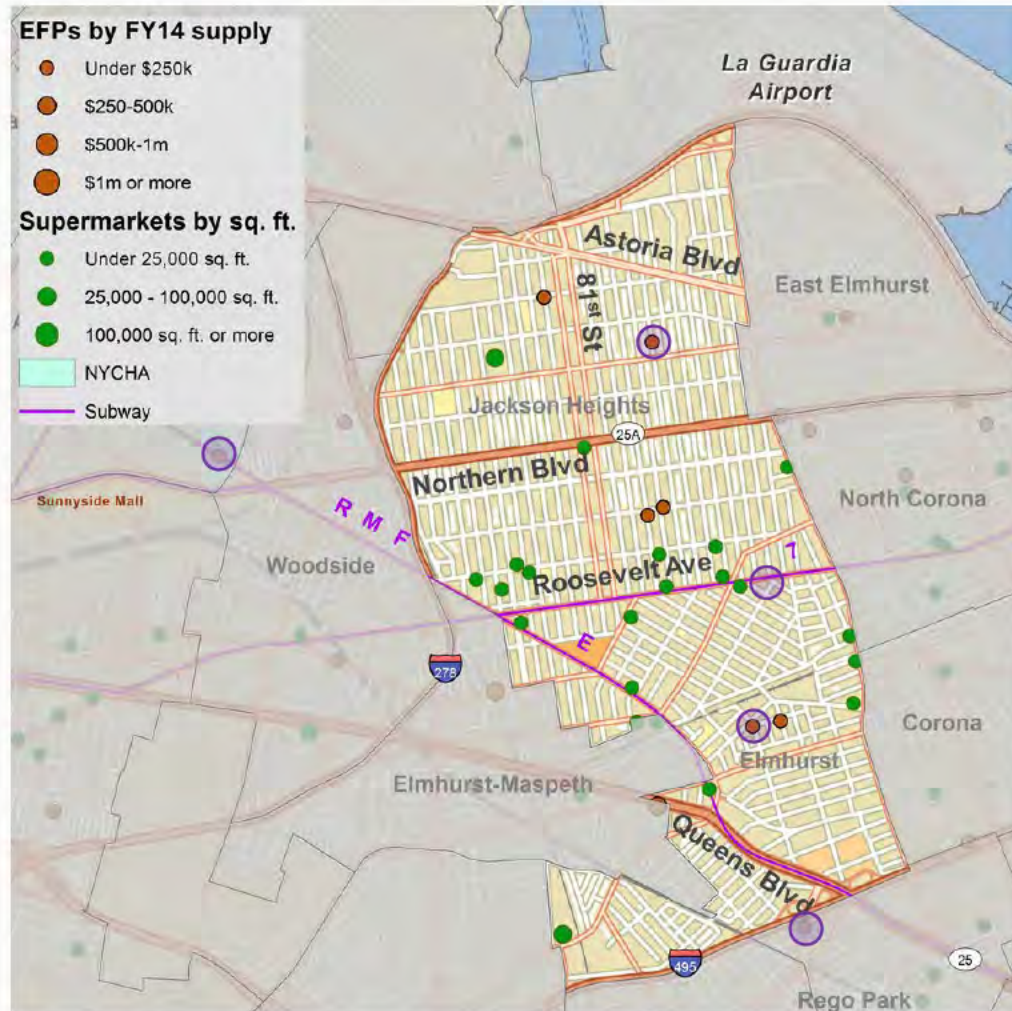 EFPs by FY14 supply
Under $250k
$250-500k
$500k-1m
$1m or more
Supermarkets by sq. ft.
Under 25,000 sq. ft.
25,000 - 100,000 sq. ft.
100,000 sq. ft. or more
NYCHA
Subway
La Guardia
Airport
Astoria Blvd
81st St
East Elmhurst
Jackson Heights
25A
Northern Blvd
Sunnyside Mall
North Corona
R M F
Woodside
Roosevelt Ave
7
E
278
Corona
Elmhurst
Elmhurst-Maspeth
Queens Blvd
495
25
Rego Park